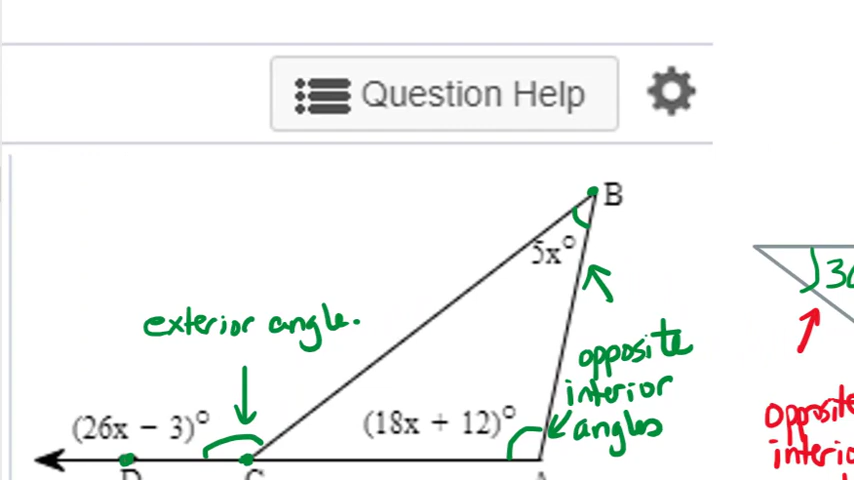 Question Help
B
5x°
exterior angle.
opposite
interior
angles
(26x − 3)°
(18x + 12)°
D
C
A